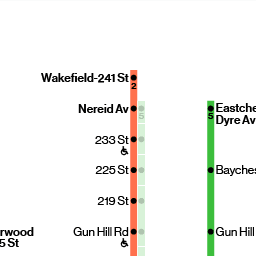 Wakefield-241 St
2
Nereid Av
5
5
Eastche
Dyre Av
233 St
225 St
Bayches
219 St
Gun Hill Rd
Gun Hill
rwood
5 St